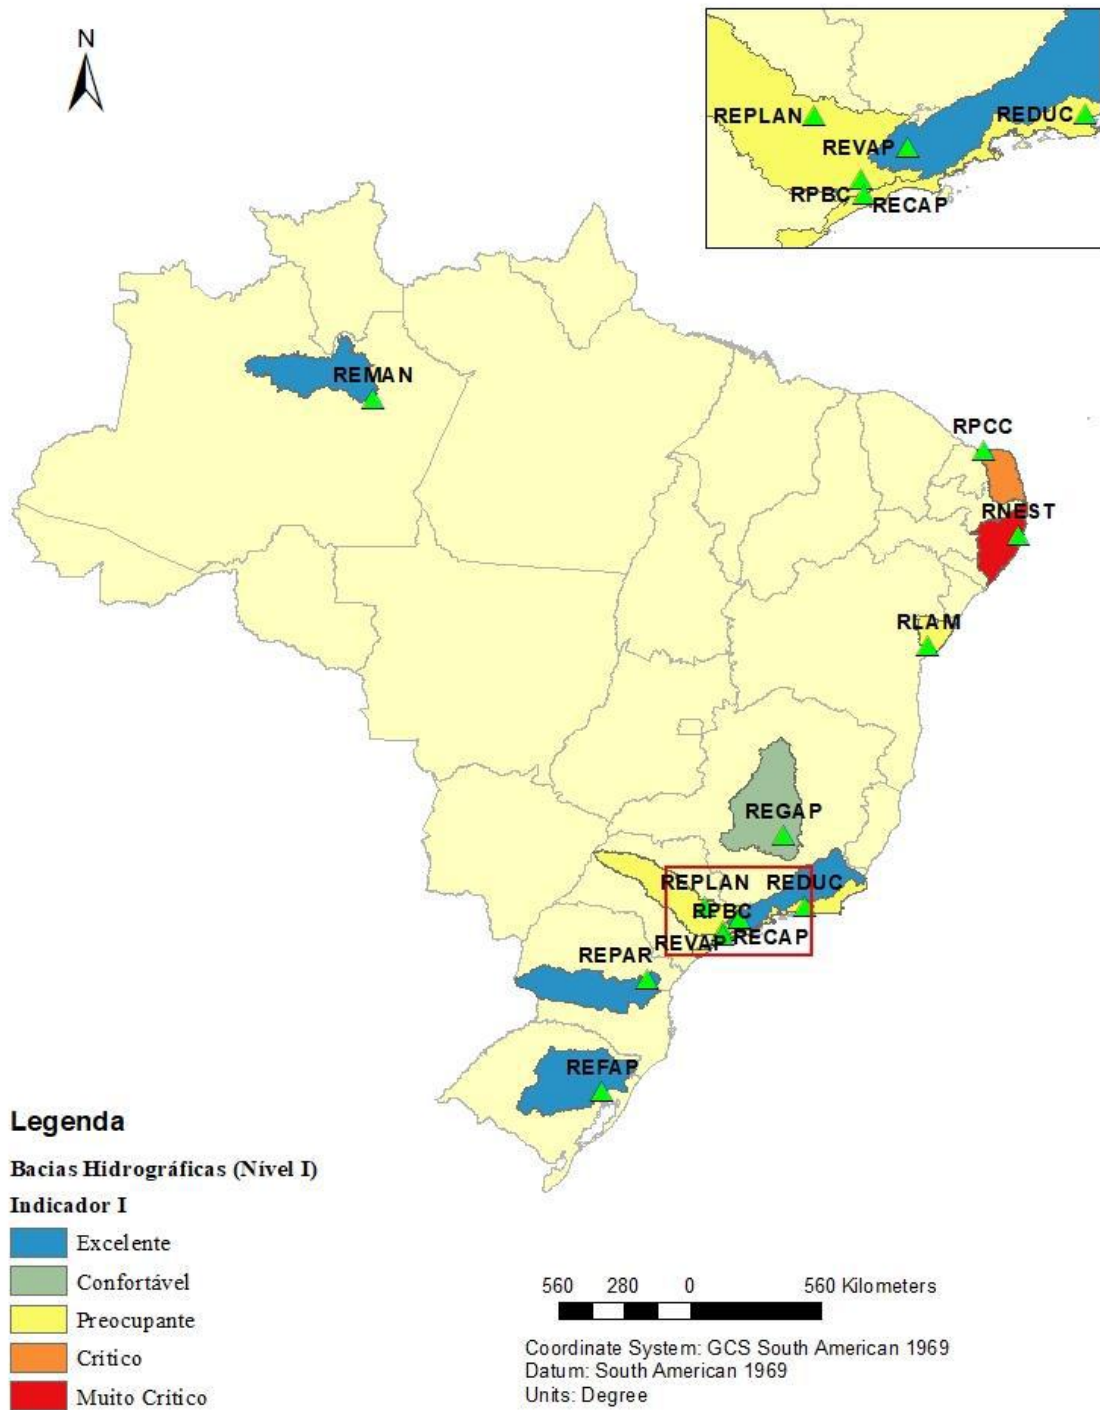 N
REPLAN
REDUC
REVAP
RPBC
RECAP
REMAN
RPCC
RNEST
RLAM
REGAP
REPLAN
REDUC
RPBC
REVAP
RECAP
REPAR
REFAP
Legenda
Bacias Hidrográficas (Nível I)
Indicador I
Excelente
Confortável
Preocupante
Critico
Muito Critico
560 280 0 560 Kilometers
Coordinate System: GCS South American 1969
Datum: South American 1969
Units: Degree